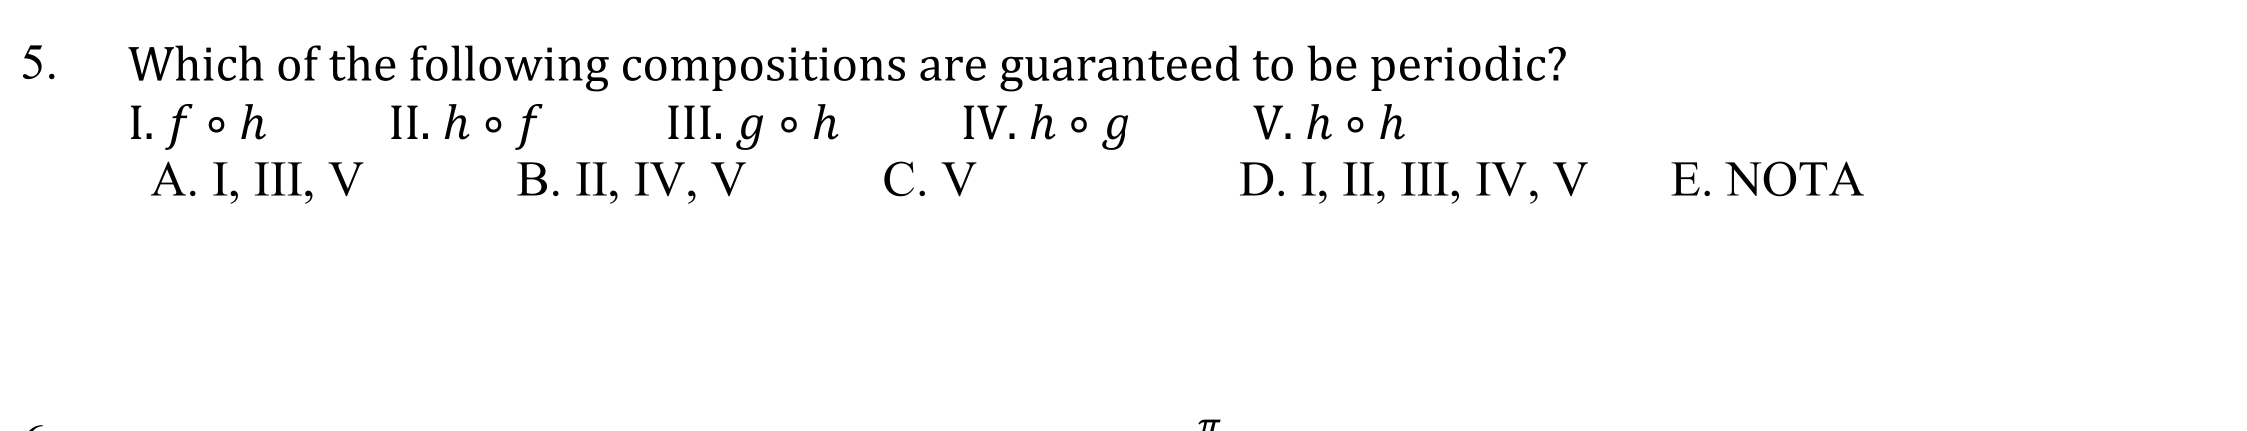 5. Which of the following compositions are guaranteed to be periodic?
I. f ∘ h II. h ∘ f III. g ∘ h IV. h ∘ g V. h ∘ h
A. I, III, V B. II, IV, V C. V D. I, II, III, IV, V E. NOTA
π